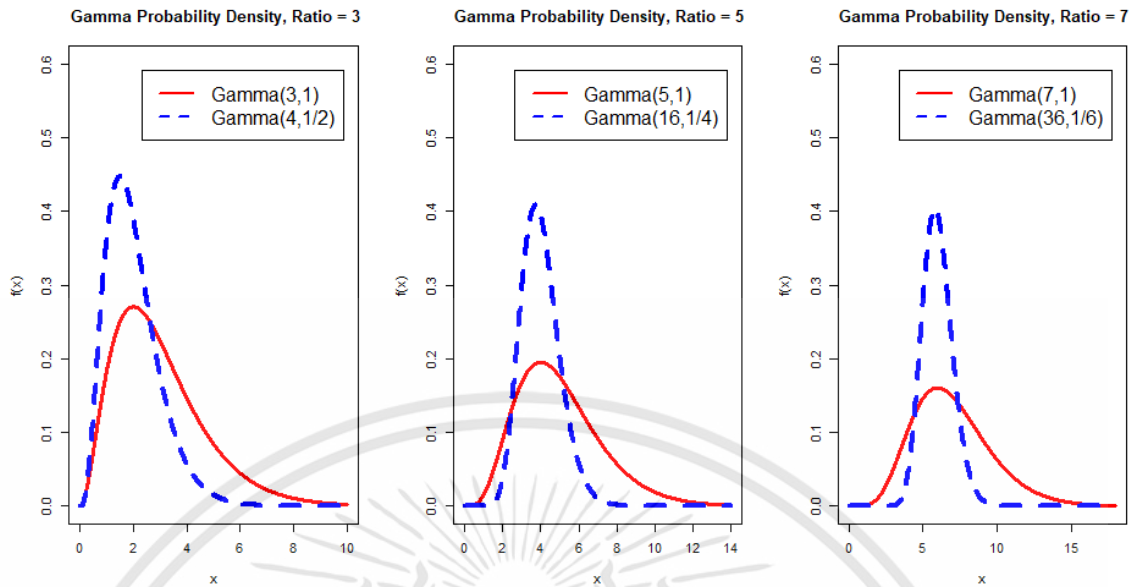 Gamma Probability Density, Ratio = 3
0.6
0.5
0.4
0.3
0.2
0.1
0.0
f(x)
Gamma(3,1)
Gamma(4,1/2)
0 2 4 6 8 10
x
Gamma Probability Density, Ratio = 5
0.6
0.5
0.4
0.3
0.2
0.1
0.0
f(x)
Gamma(5,1)
Gamma(16,1/4)
0 2 4 6 8 10 12 14
x
Gamma Probability Density, Ratio = 7
0.6
0.5
0.4
0.3
0.2
0.1
0.0
f(x)
Gamma(7,1)
Gamma(36,1/6)
0 5 10 15
x